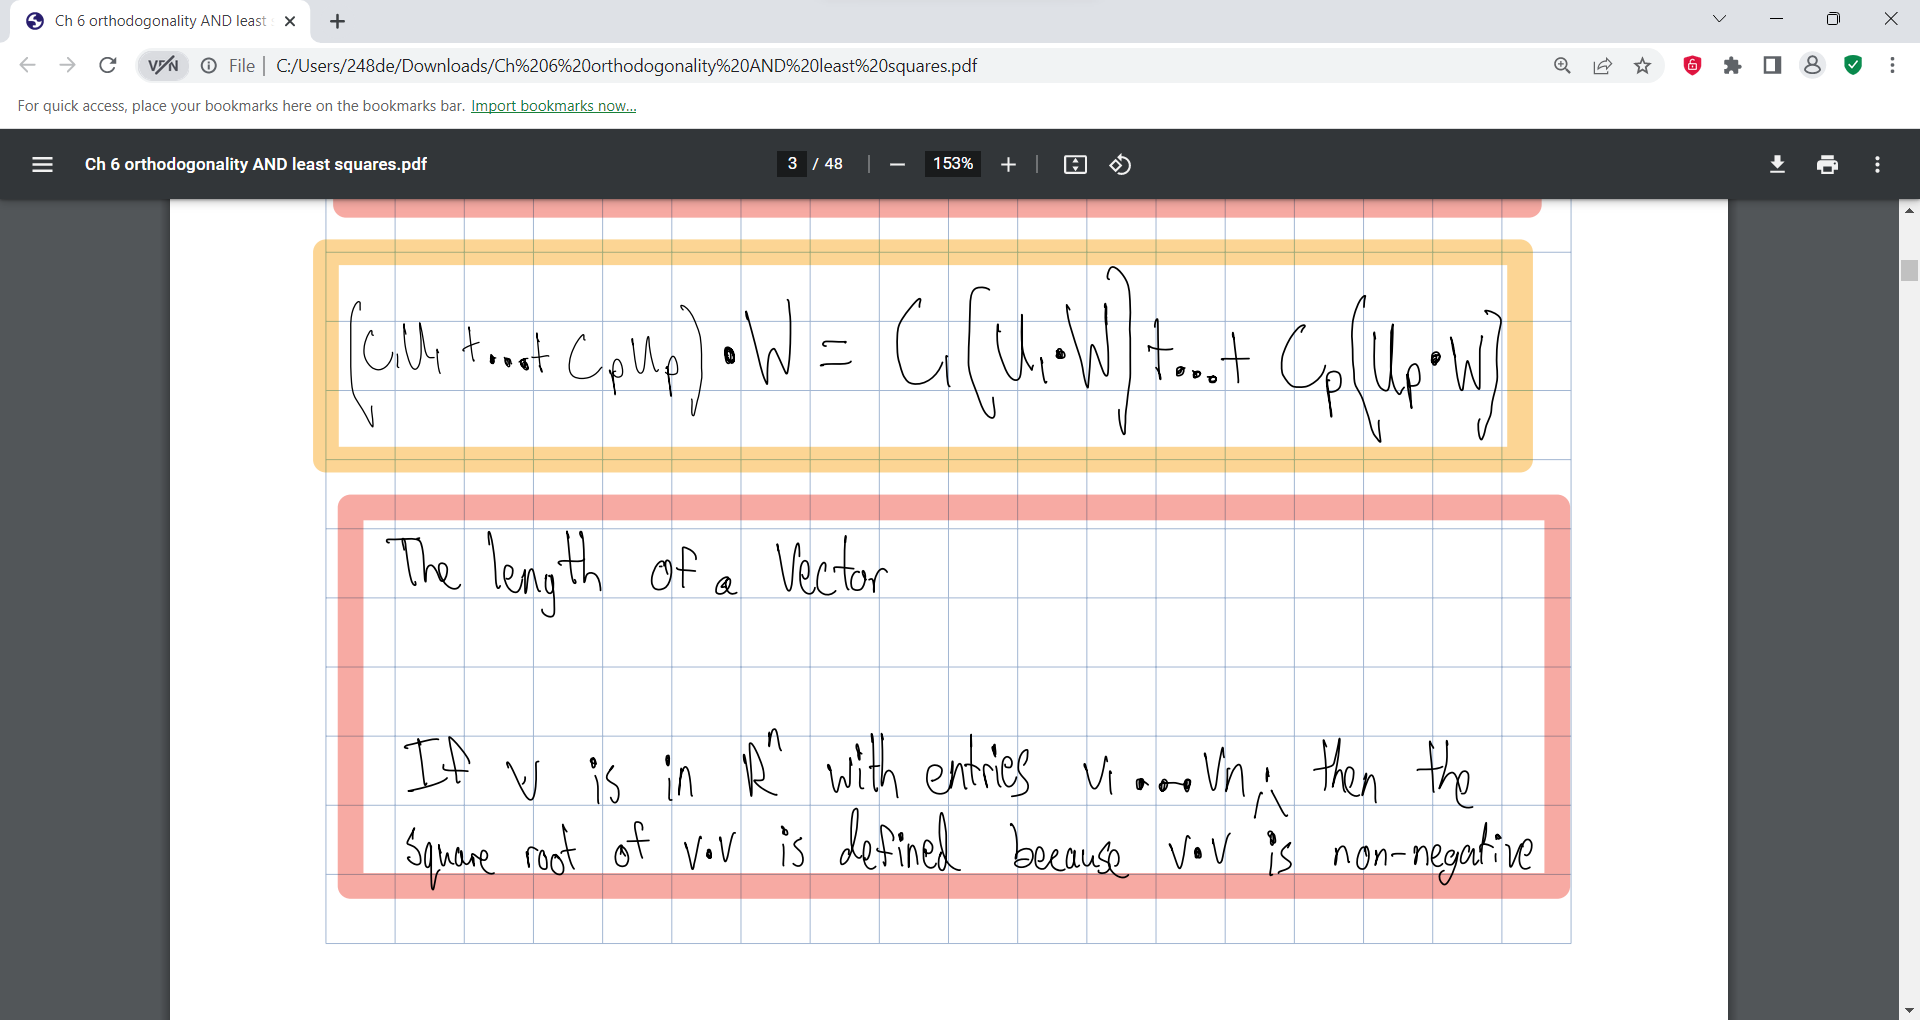 Ch 6 orthodogonality AND least
File C:/Users/248de/Downloads/Ch%206%20orthodogonality%20AND%20least%20squares.pdf
For quick access, place your bookmarks here on the bookmarks bar. Import bookmarks now...
Ch 6 orthodogonality AND least squares.pdf 3 / 48 153%
(C₁U₁ +...+ CₚUₚ) • W = C₁(U₁•W) +...+ Cₚ(Uₚ•W)
The length of a Vector
If v is in Rⁿ with entries v₁ .... Vn, then the
square root of v•v is defined because v•v is non-negative